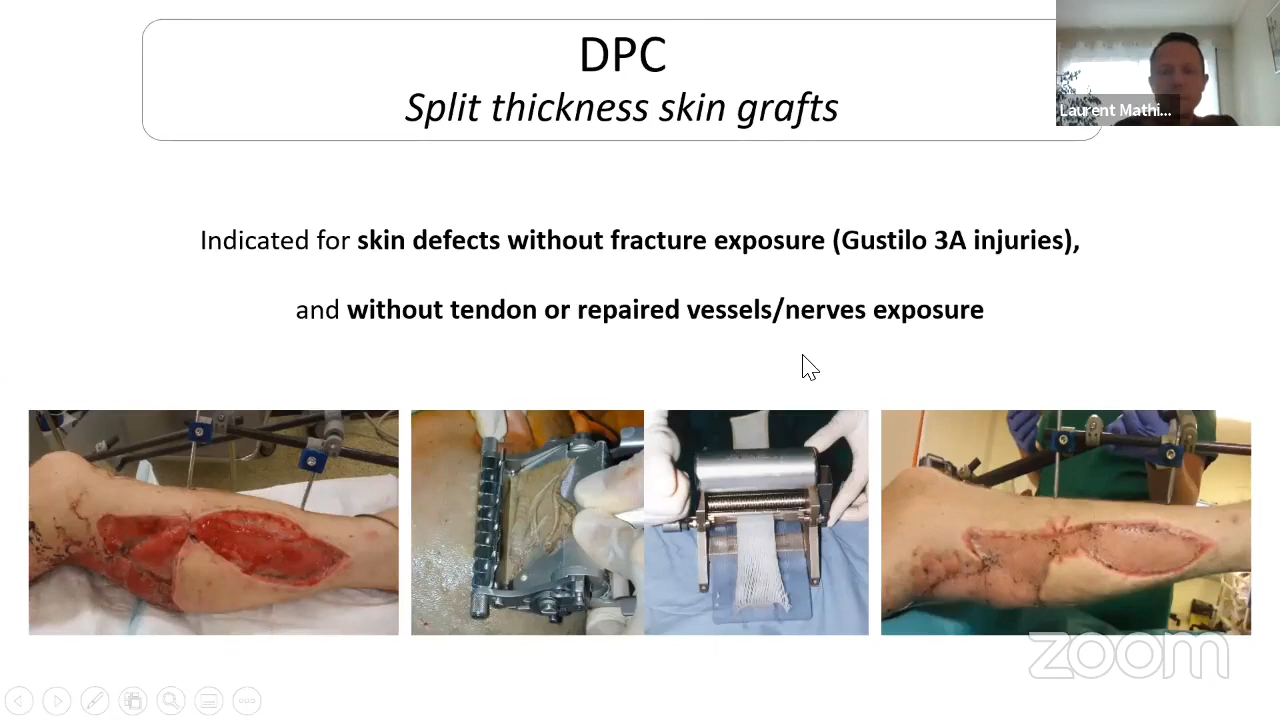 DPC
Split thickness skin grafts
Laurent Mathi...
Indicated for skin defects without fracture exposure (Gustilo 3A injuries),
and without tendon or repaired vessels/nerves exposure
zoom